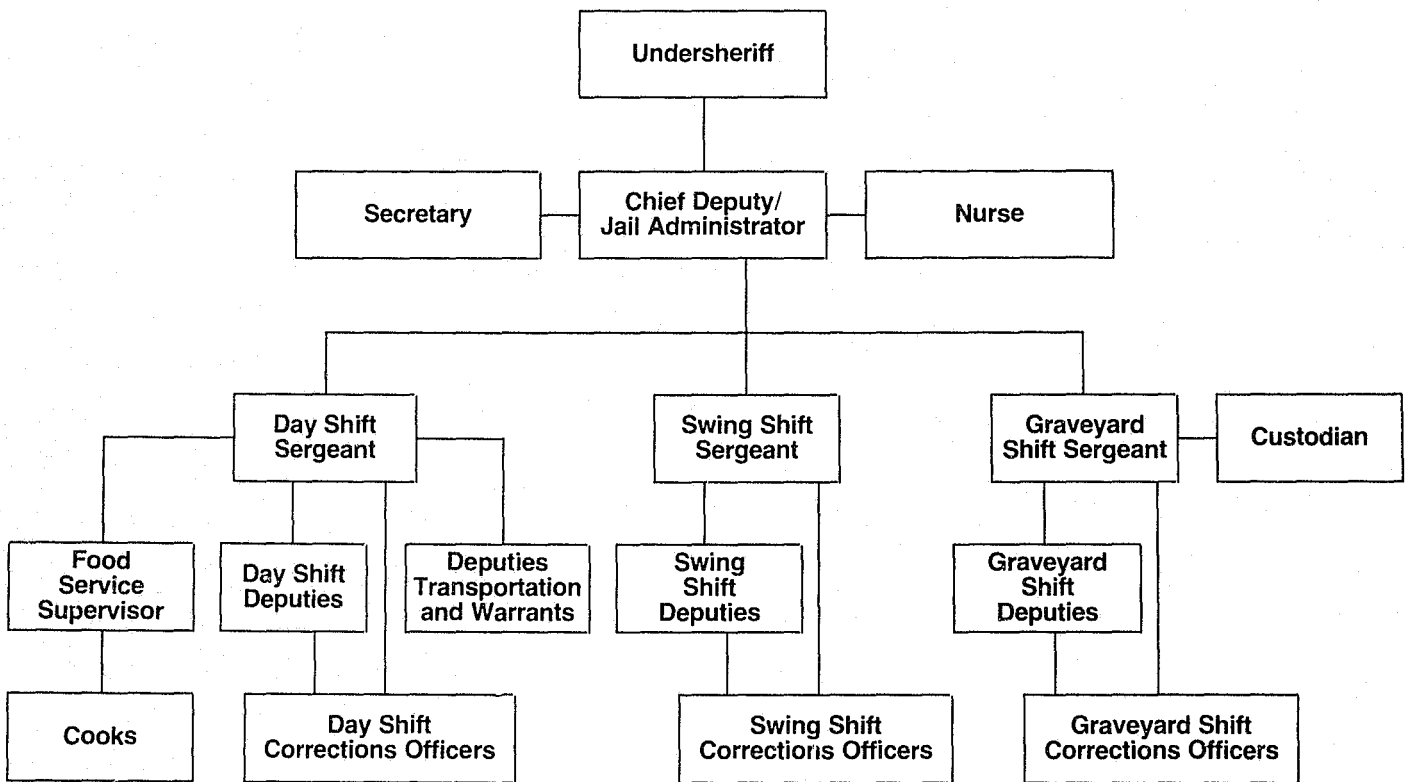 Undersheriff
Secretary
Chief Deputy/
Jail Administrator
Nurse
Day Shift
Sergeant
Swing Shift
Sergeant
Graveyard
Shift Sergeant
Custodian
Food
Service
Supervisor
Day Shift
Deputies
Deputies
Transportation
and Warrants
Swing
Shift
Deputies
Graveyard
Shift
Deputies
Cooks
Day Shift
Corrections Officers
Swing Shift
Corrections Officers
Graveyard Shift
Corrections Officers